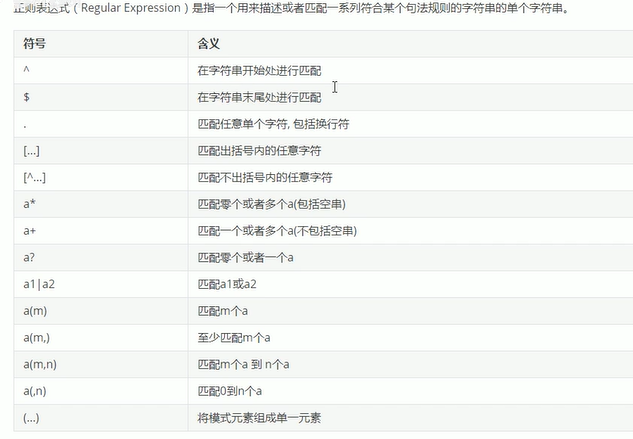 正则表达式（Regular Expression）是指一个用来描述或者匹配一系列符合某个句法规则的字符串的单个字符串。
符号 含义
^ 在字符串开始处进行匹配
$ 在字符串末尾处进行匹配
. 匹配任意单个字符, 包括换行符
[...] 匹配出括号内的任意字符
[^...] 匹配不出括号内的任意字符
a* 匹配零个或者多个a(包括空串)
a+ 匹配一个或者多个a(不包括空串)
a? 匹配零个或者一个a
a1|a2 匹配a1或a2
a(m) 匹配m个a
a(m,) 至少匹配m个a
a(m,n) 匹配m个a 到 n个a
a(,n) 匹配0到n个a
(...) 将模式元素组成单一元素